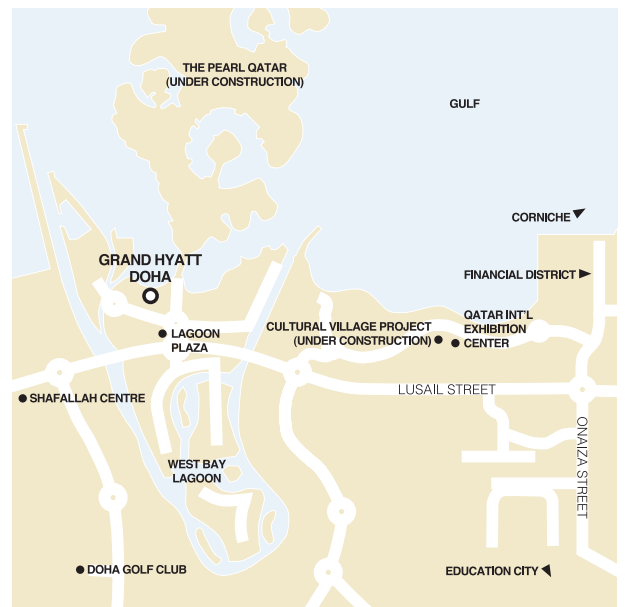 THE PEARL QATAR
(UNDER CONSTRUCTION)
GULF
CORNICHE
GRAND HYATT
DOHA
FINANCIAL DISTRICT
LAGOON
PLAZA
CULTURAL VILLAGE PROJECT
(UNDER CONSTRUCTION)
QATAR INT'L
EXHIBITION
CENTER
LUSAIL STREET
SHAFALLAH CENTRE
ONAIZA STREET
WEST BAY
LAGOON
DOHA GOLF CLUB
EDUCATION CITY